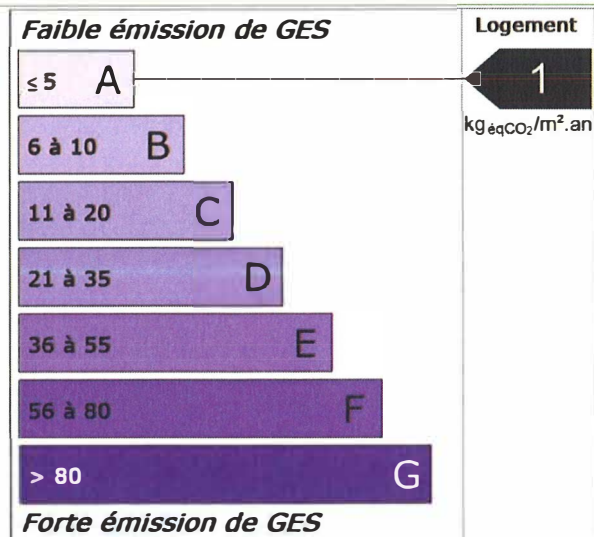 Faible émission de GES
Logement
≤ 5 A
1
kg éqCO₂/m².an
6 à 10 B
11 à 20 C
21 à 35 D
36 à 55 E
56 à 80 F
> 80 G
Forte émission de GES